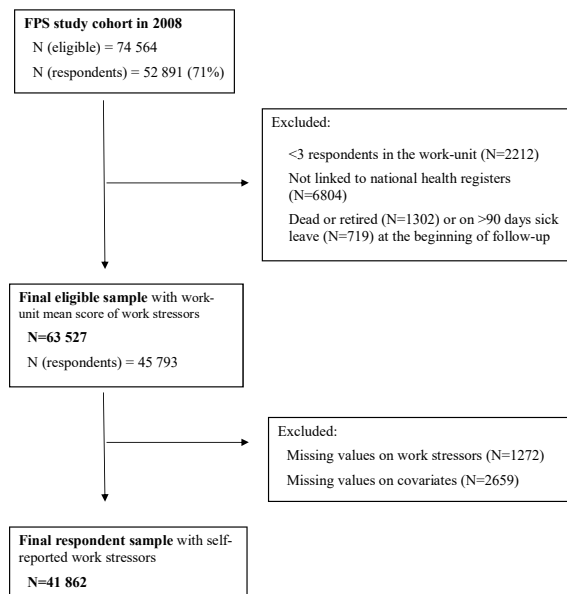 FPS study cohort in 2008
N (eligible) = 74 564
N (respondents) = 52 891 (71%)
Excluded:
<3 respondents in the work-unit (N=2212)
Not linked to national health registers
(N=6804)
Dead or retired (N=1302) or on >90 days sick
leave (N=719) at the beginning of follow-up
Final eligible sample with work-
unit mean score of work stressors
N=63 527
N (respondents) = 45 793
Excluded:
Missing values on work stressors (N=1272)
Missing values on covariates (N=2659)
Final respondent sample with self-
reported work stressors
N=41 862